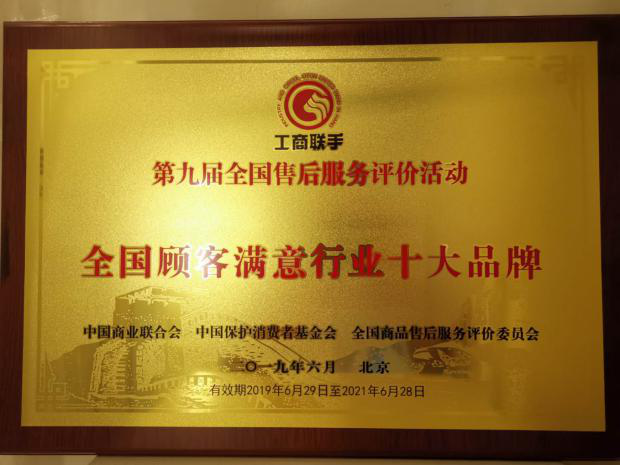 工商联手
第九届全国售后服务评价活动
全国顾客满意行业十大品牌
中国商业联合会 中国保护消费者基金会 全国商品售后服务评价委员会
二〇一九年六月 北京
有效期2019年6月29日至2021年6月28日